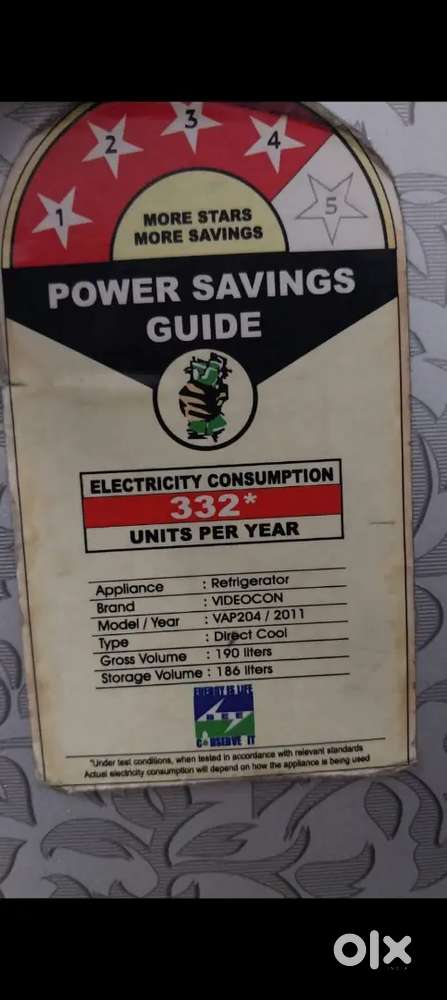 1 2 3 4 5
MORE STARS
MORE SAVINGS
POWER SAVINGS
GUIDE
ELECTRICITY CONSUMPTION
332*
UNITS PER YEAR
Appliance : Refrigerator
Brand : VIDEOCON
Model / Year : VAP204 / 2011
Type : Direct Cool
Gross Volume : 190 liters
Storage Volume : 186 liters
ENERGY IS LIFE
BEE
CONSERVE IT
*Under test conditions, when tested in accordance with relevant standards
Actual electricity consumption will depend on how the appliance is being used
olx
INDIA